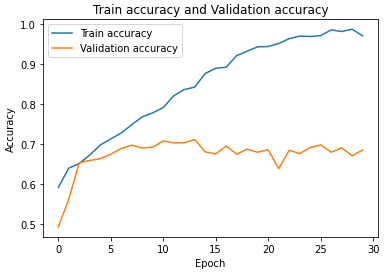 Train accuracy and Validation accuracy
Train accuracy
Validation accuracy
1.0
0.9
0.8
0.7
0.6
0.5
Accuracy
0 5 10 15 20 25 30
Epoch